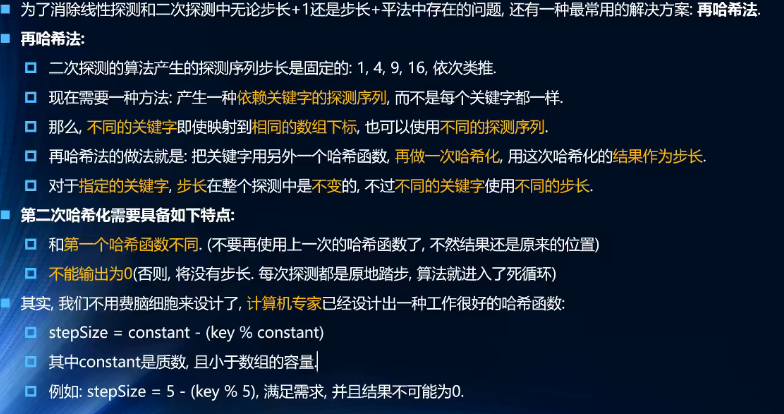 为了消除线性探测和二次探测中无论步长+1还是步长+平法中存在的问题, 还有一种最常用的解决方案: 再哈希法.
再哈希法:
二次探测的算法产生的探测序列步长是固定的: 1, 4, 9, 16, 依次类推.
现在需要一种方法: 产生一种依赖关键字的探测序列, 而不是每个关键字都一样.
那么, 不同的关键字即使映射到相同的数组下标, 也可以使用不同的探测序列.
再哈希法的做法就是: 把关键字用另外一个哈希函数, 再做一次哈希化, 用这次哈希化的结果作为步长.
对于指定的关键字, 步长在整个探测中是不变的, 不过不同的关键字使用不同的步长.
第二次哈希化需要具备如下特点:
和第一个哈希函数不同. (不要再使用上一次的哈希函数了, 不然结果还是原来的位置)
不能输出为0(否则, 将没有步长. 每次探测都是原地踏步, 算法就进入了死循环)
其实, 我们不用费脑细胞来设计了, 计算机专家已经设计出一种工作很好的哈希函数:
stepSize = constant - (key % constant)
其中constant是质数, 且小于数组的容量.
例如: stepSize = 5 - (key % 5), 满足需求, 并且结果不可能为0.